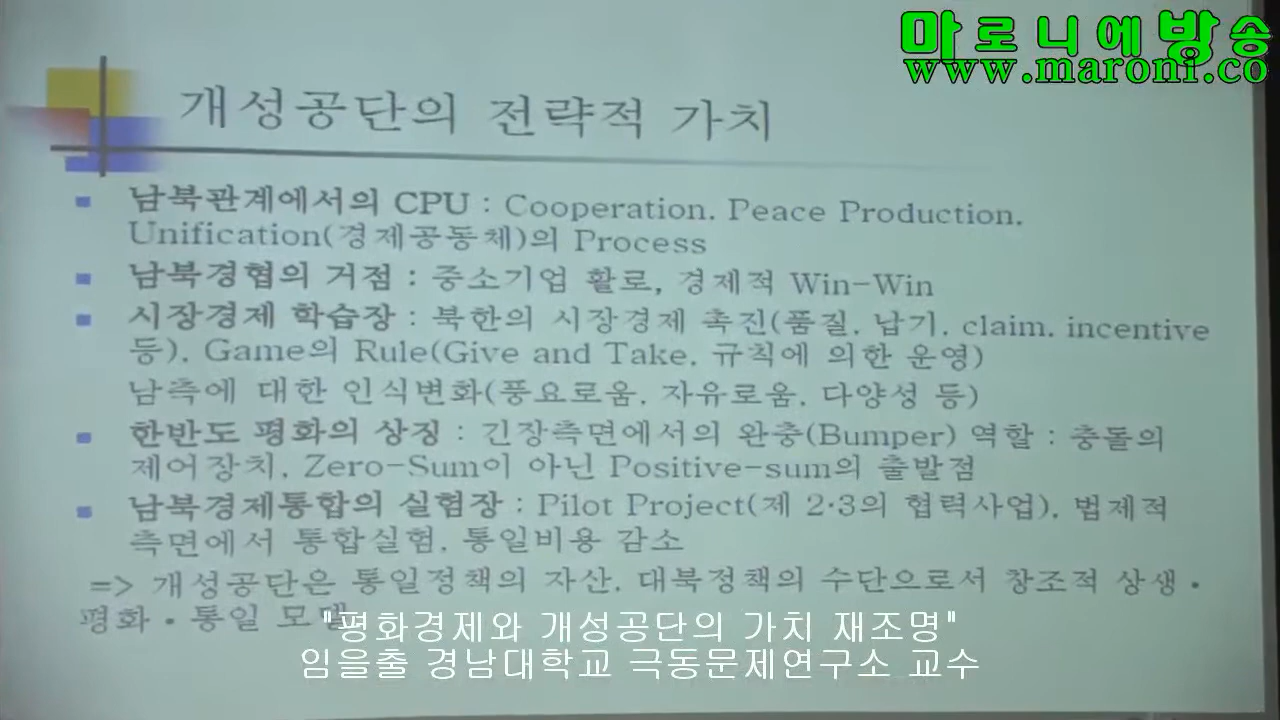 마로니에방송
www.maroni.co
개성공단의 전략적 가치
남북관계에서의 CPU : Cooperation. Peace Production.
Unification(경제공동체)의 Process
남북경협의 거점 : 중소기업 활로, 경제적 Win-Win
시장경제 학습장 : 북한의 시장경제 촉진(품질. 납기. claim. incentive
등). Game의 Rule(Give and Take. 규칙에 의한 운영)
남측에 대한 인식변화(풍요로움. 자유로움. 다양성 등)
한반도 평화의 상징 : 긴장측면에서의 완충(Bumper) 역할 : 충돌의
제어장치. Zero-Sum이 아닌 Positive-sum의 출발점
남북경제통합의 실험장 : Pilot Project(제 2·3의 협력사업). 법제적
측면에서 통합실험. 통일비용 감소
=> 개성공단은 통일정책의 자산. 대북정책의 수단으로서 창조적 상생·
평화·통일 모델
"평화경제와 개성공단의 가치 재조명"
임을출 경남대학교 극동문제연구소 교수